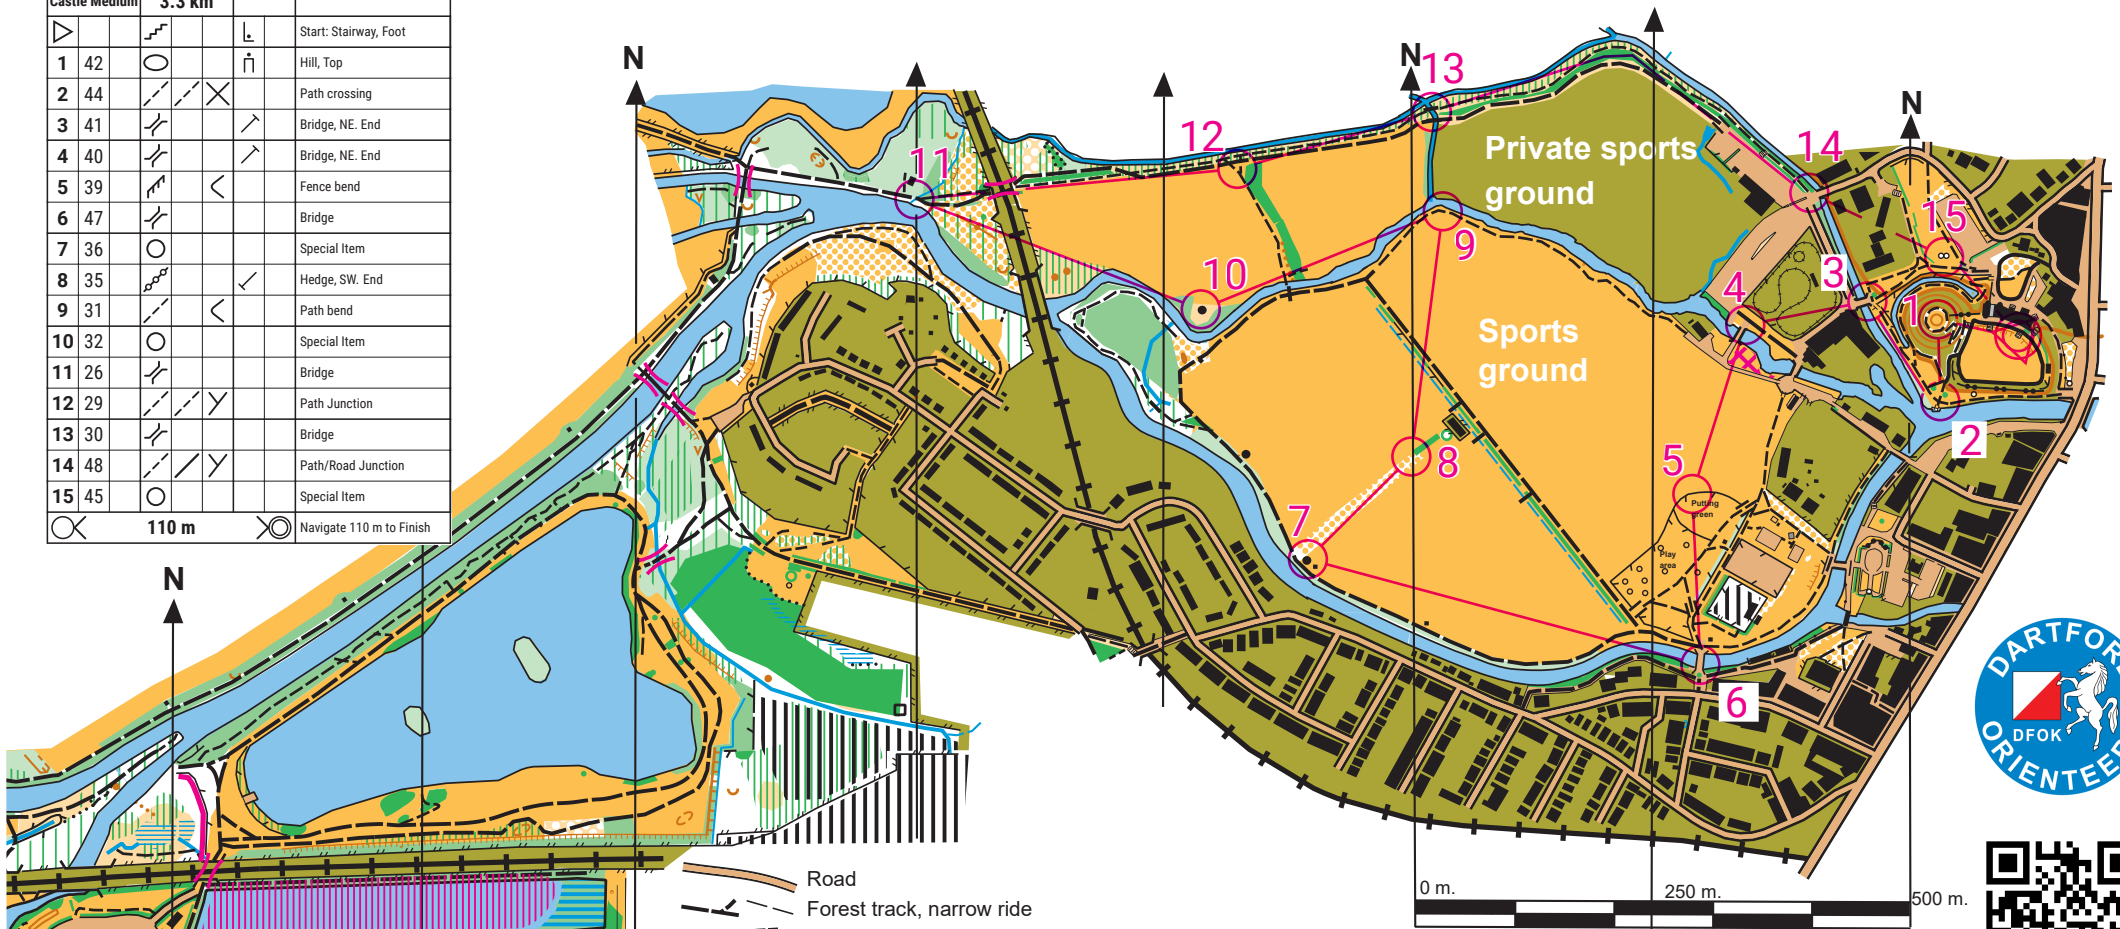 Castle Medium 3.3 km
Start: Stairway, Foot
1 42 Hill, Top
2 44 Path crossing
3 41 Bridge, NE. End
4 40 Bridge, NE. End
5 39 Fence bend
6 47 Bridge
7 36 Special Item
8 35 Hedge, SW. End
9 31 Path bend
10 32 Special Item
11 26 Bridge
12 29 Path Junction
13 30 Bridge
14 48 Path/Road Junction
15 45 Special Item
110 m Navigate 110 m to Finish
N
N
N
N
13
12
11
14
15
Private sports
ground
10
9
4
3
1
2
Sports
ground
8
5
7
6
Putting
green
Play
area
DARTFOR
DFOK
ORIENTEE
Road
Forest track, narrow ride
0 m.
250 m.
500 m.